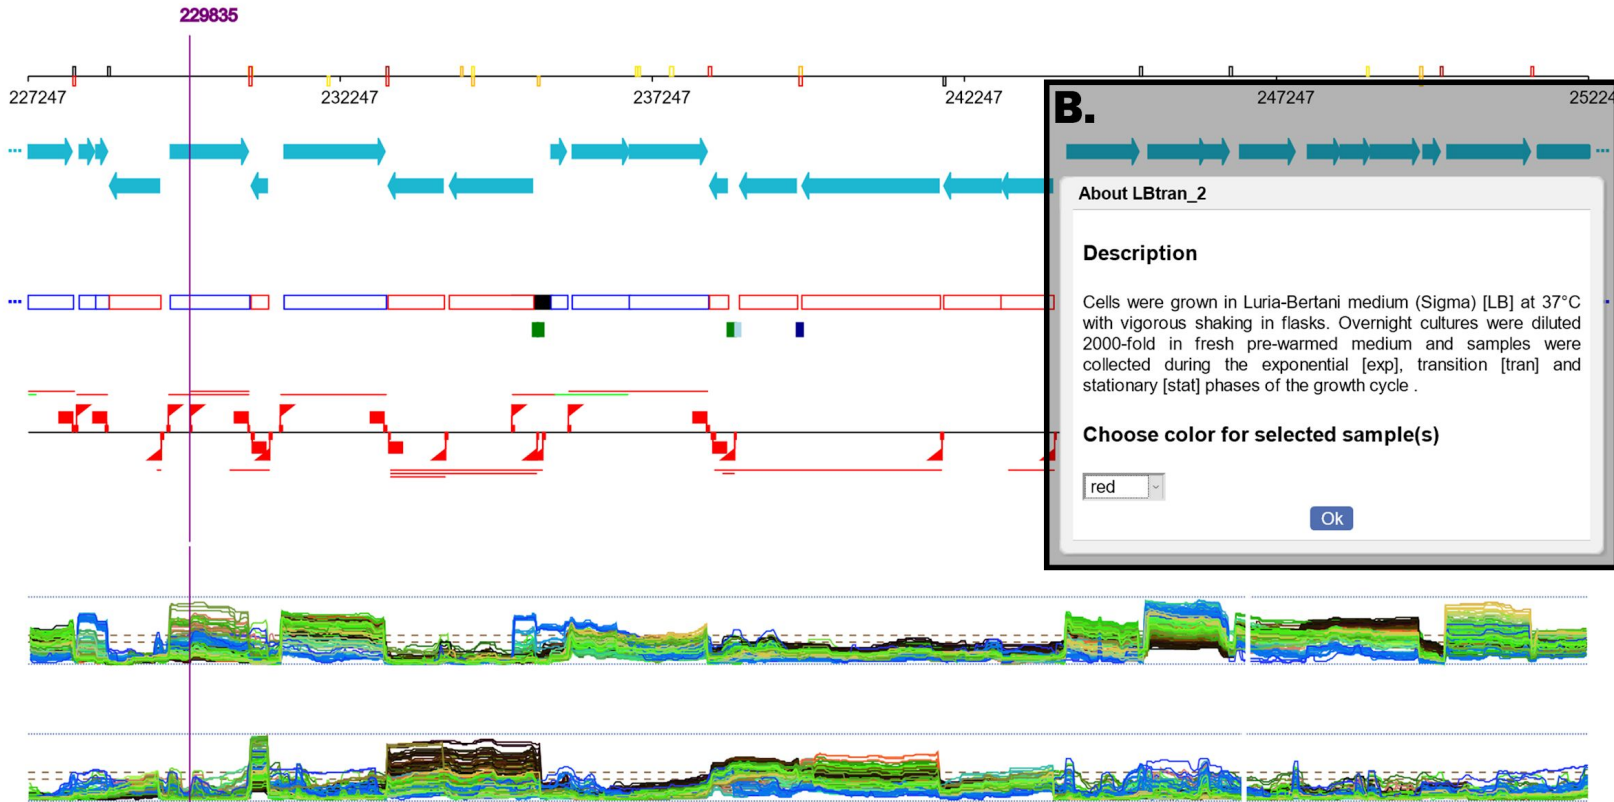 229835
227247
232247
237247
242247
247247
25224
B.
About LBtran_2
Description
Cells were grown in Luria-Bertani medium (Sigma) [LB] at 37°C
with vigorous shaking in flasks. Overnight cultures were diluted
2000-fold in fresh pre-warmed medium and samples were
collected during the exponential [exp], transition [tran] and
stationary [stat] phases of the growth cycle .
Choose color for selected sample(s)
red
Ok